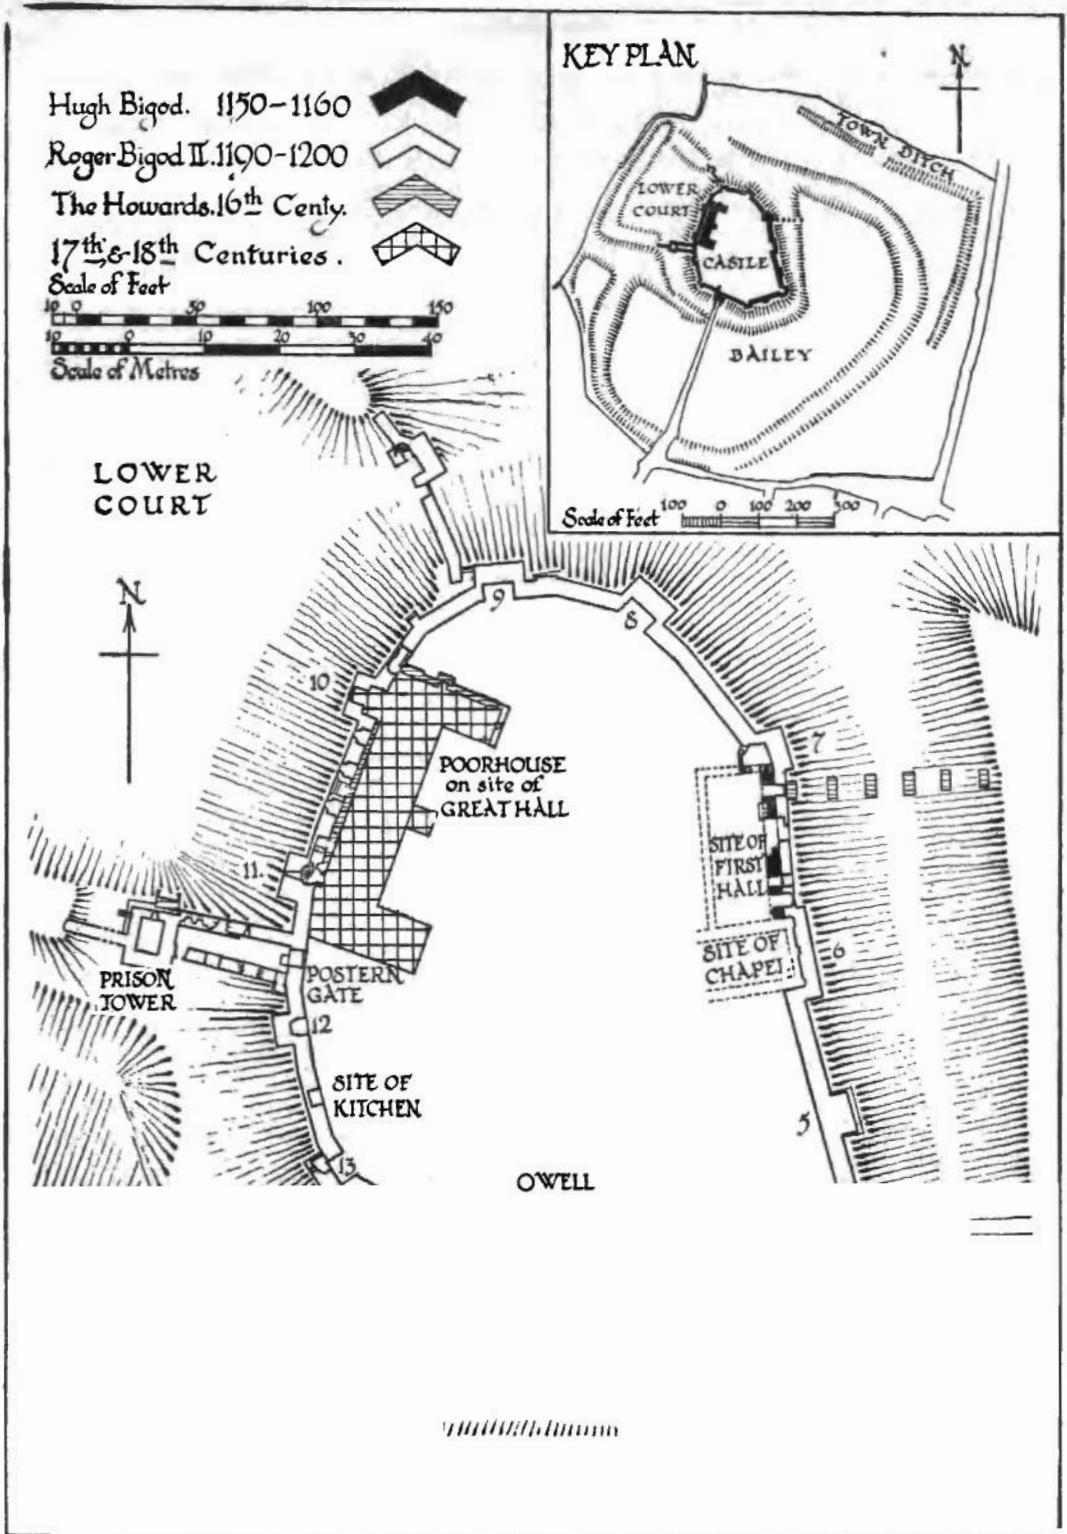 Hugh Bigod. 1150-1160
Roger Bigod II. 1190-1200
The Howards. 16th Centy.
17th & 18th Centuries.
Scale of Feet
10 0 50 100 150
10 0 10 20 30 40
Scale of Metres
KEY PLAN
N
TOWN DITCH
LOWER
COURT
CASTLE
BAILEY
Scale of Feet 100 0 100 200 300
LOWER
COURT
N
9
8
10
7
POORHOUSE
on site of
GREAT HALL
11.
SITE OF
FIRST
HALL
SITE OF
CHAPEL
6
PRISON
TOWER
POSTERN
GATE
12
SITE OF
KITCHEN
5
13
OWELL